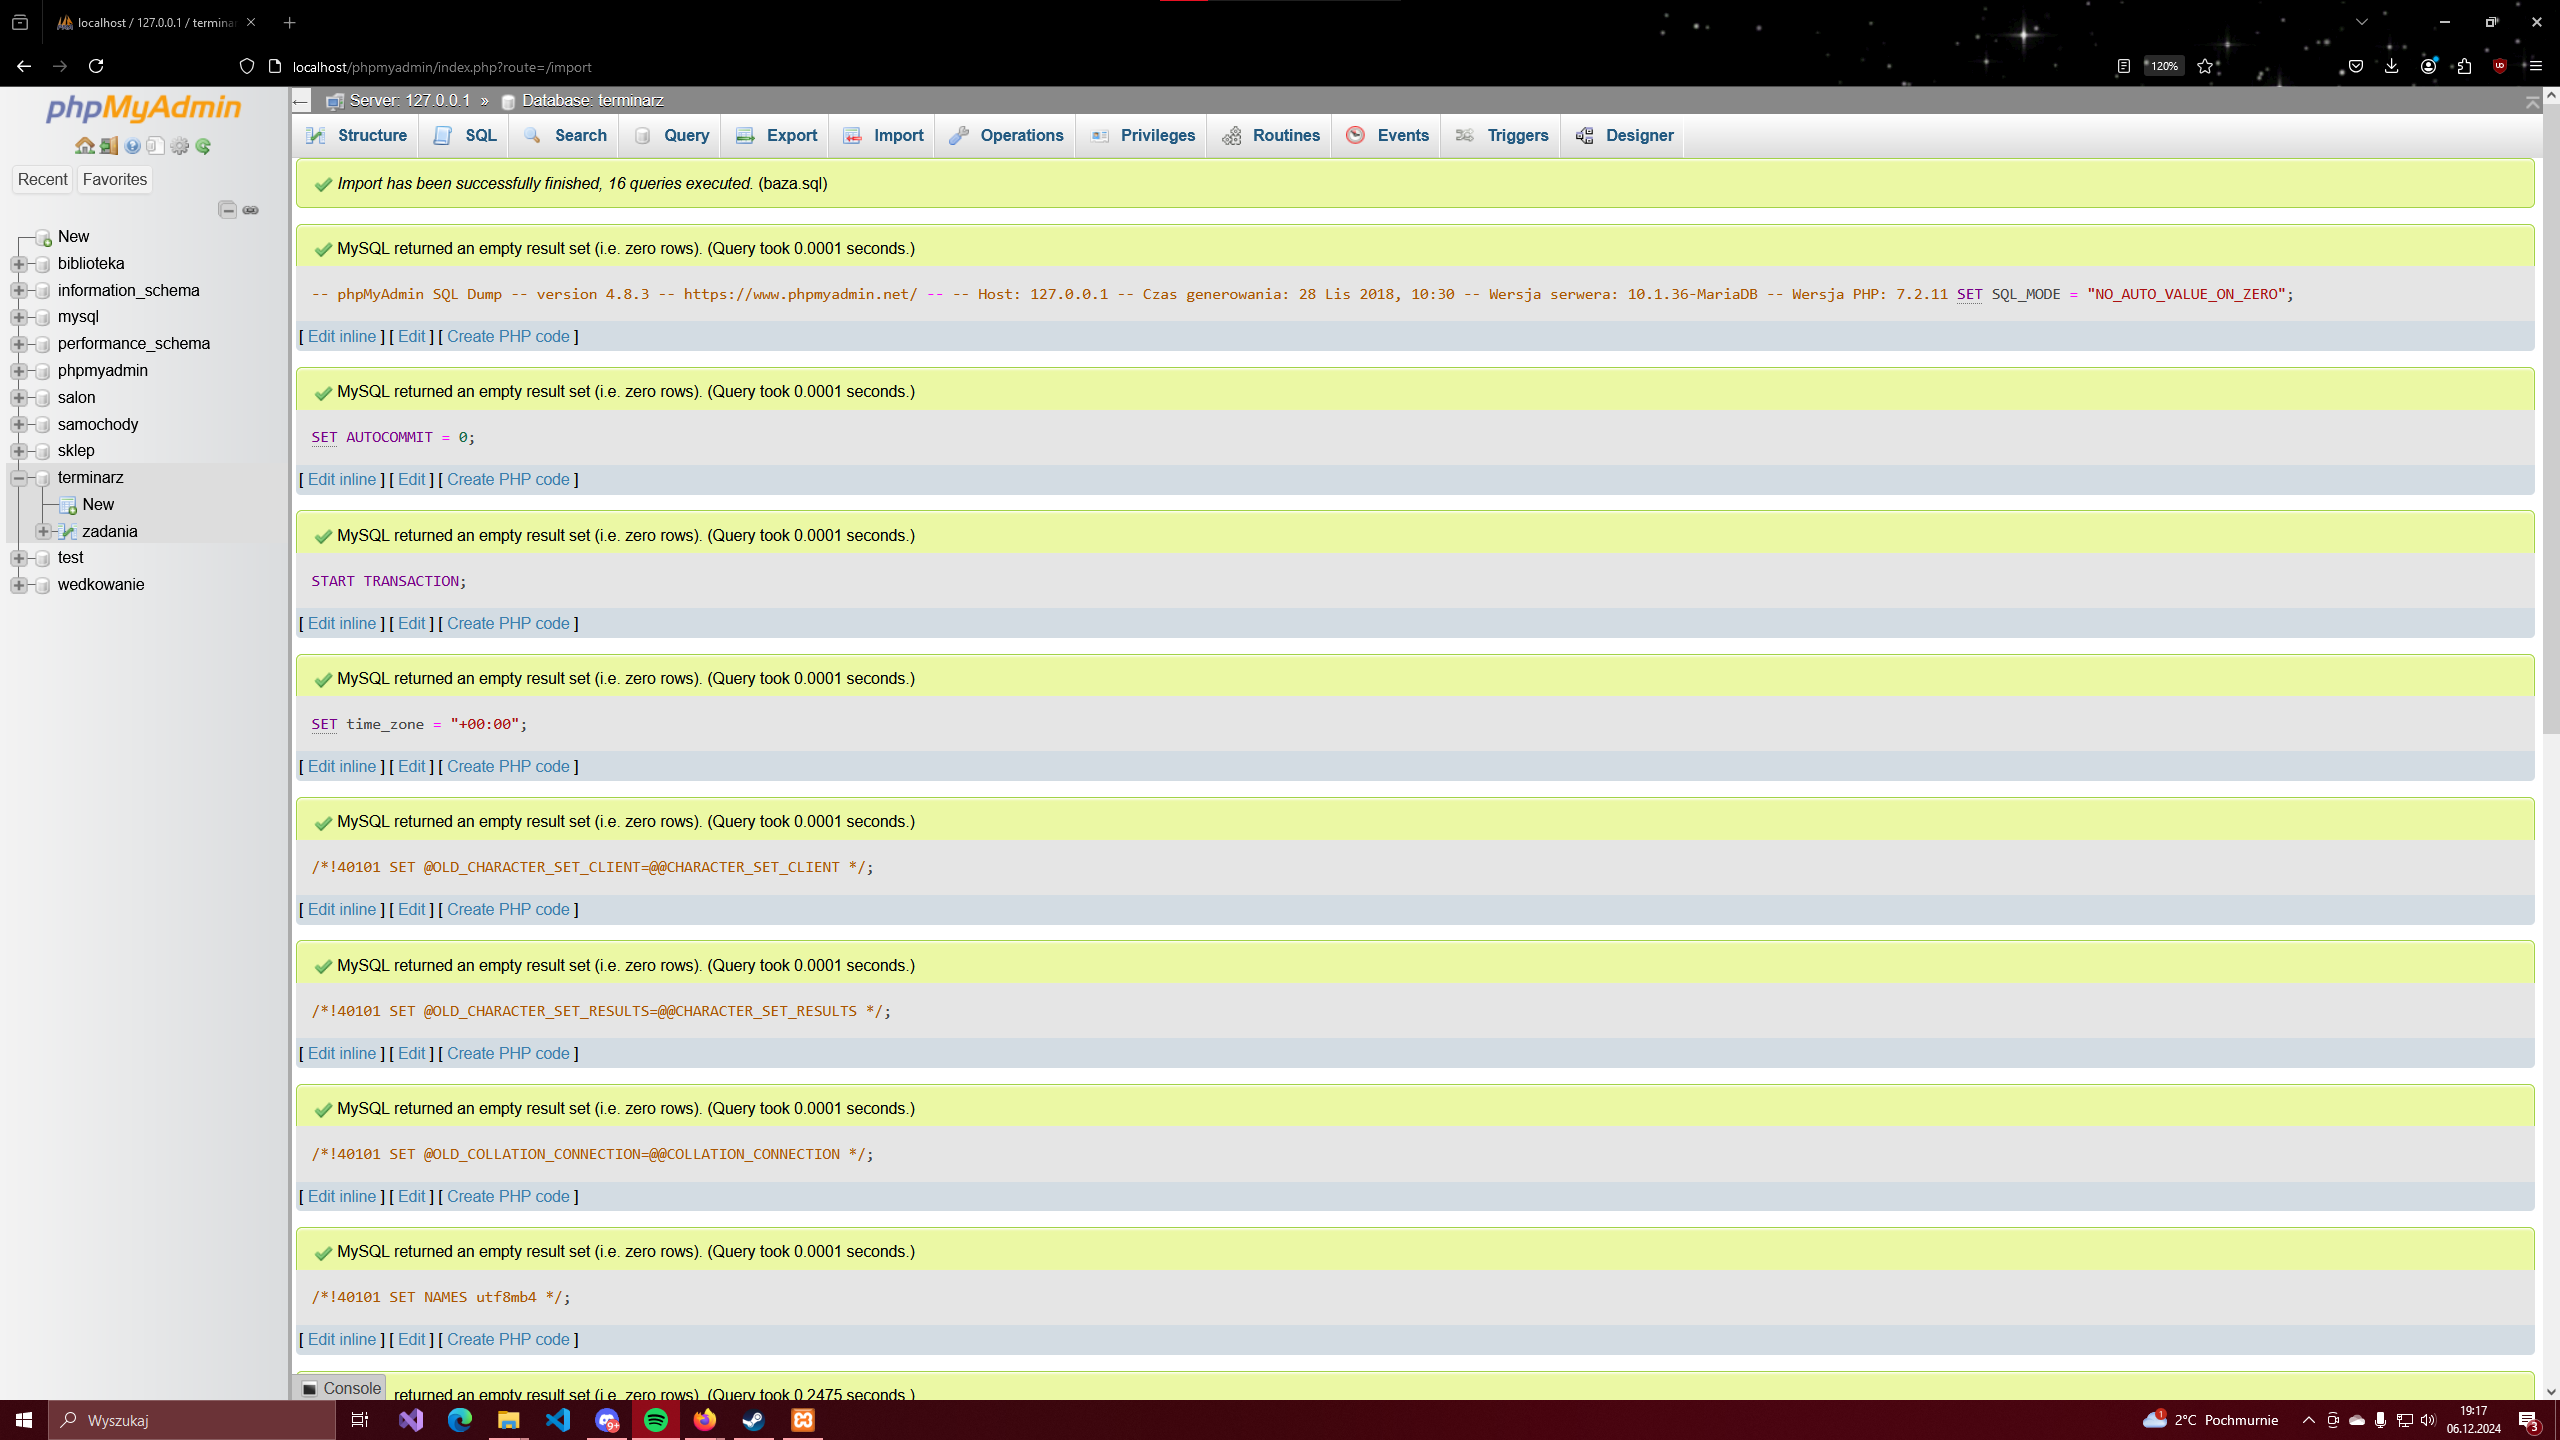 localhost / 127.0.0.1 / termina
localhost/phpmyadmin/index.php?route=/import
120%
phpMyAdmin
Recent Favorites
New
biblioteka
information_schema
mysql
performance_schema
phpmyadmin
salon
samochody
sklep
terminarz
New
zadania
test
wedkowanie
Server: 127.0.0.1 » Database: terminarz
Structure SQL Search Query Export Import Operations Privileges Routines Events Triggers Designer
Import has been successfully finished, 16 queries executed. (baza.sql)
MySQL returned an empty result set (i.e. zero rows). (Query took 0.0001 seconds.)
-- phpMyAdmin SQL Dump -- version 4.8.3 -- https://www.phpmyadmin.net/ -- -- Host: 127.0.0.1 -- Czas generowania: 28 Lis 2018, 10:30 -- Wersja serwera: 10.1.36-MariaDB -- Wersja PHP: 7.2.11 SET SQL_MODE = "NO_AUTO_VALUE_ON_ZERO";
[ Edit inline ] [ Edit ] [ Create PHP code ]
MySQL returned an empty result set (i.e. zero rows). (Query took 0.0001 seconds.)
SET AUTOCOMMIT = 0;
[ Edit inline ] [ Edit ] [ Create PHP code ]
MySQL returned an empty result set (i.e. zero rows). (Query took 0.0001 seconds.)
START TRANSACTION;
[ Edit inline ] [ Edit ] [ Create PHP code ]
MySQL returned an empty result set (i.e. zero rows). (Query took 0.0001 seconds.)
SET time_zone = "+00:00";
[ Edit inline ] [ Edit ] [ Create PHP code ]
MySQL returned an empty result set (i.e. zero rows). (Query took 0.0001 seconds.)
/*!40101 SET @OLD_CHARACTER_SET_CLIENT=@@CHARACTER_SET_CLIENT */;
[ Edit inline ] [ Edit ] [ Create PHP code ]
MySQL returned an empty result set (i.e. zero rows). (Query took 0.0001 seconds.)
/*!40101 SET @OLD_CHARACTER_SET_RESULTS=@@CHARACTER_SET_RESULTS */;
[ Edit inline ] [ Edit ] [ Create PHP code ]
MySQL returned an empty result set (i.e. zero rows). (Query took 0.0001 seconds.)
/*!40101 SET @OLD_COLLATION_CONNECTION=@@COLLATION_CONNECTION */;
[ Edit inline ] [ Edit ] [ Create PHP code ]
MySQL returned an empty result set (i.e. zero rows). (Query took 0.0001 seconds.)
/*!40101 SET NAMES utf8mb4 */;
[ Edit inline ] [ Edit ] [ Create PHP code ]
Console returned an empty result set (i.e. zero rows). (Query took 0.2475 seconds.)
Wyszukaj
9+
1 2°C Pochmurnie
19:17
06.12.2024
3